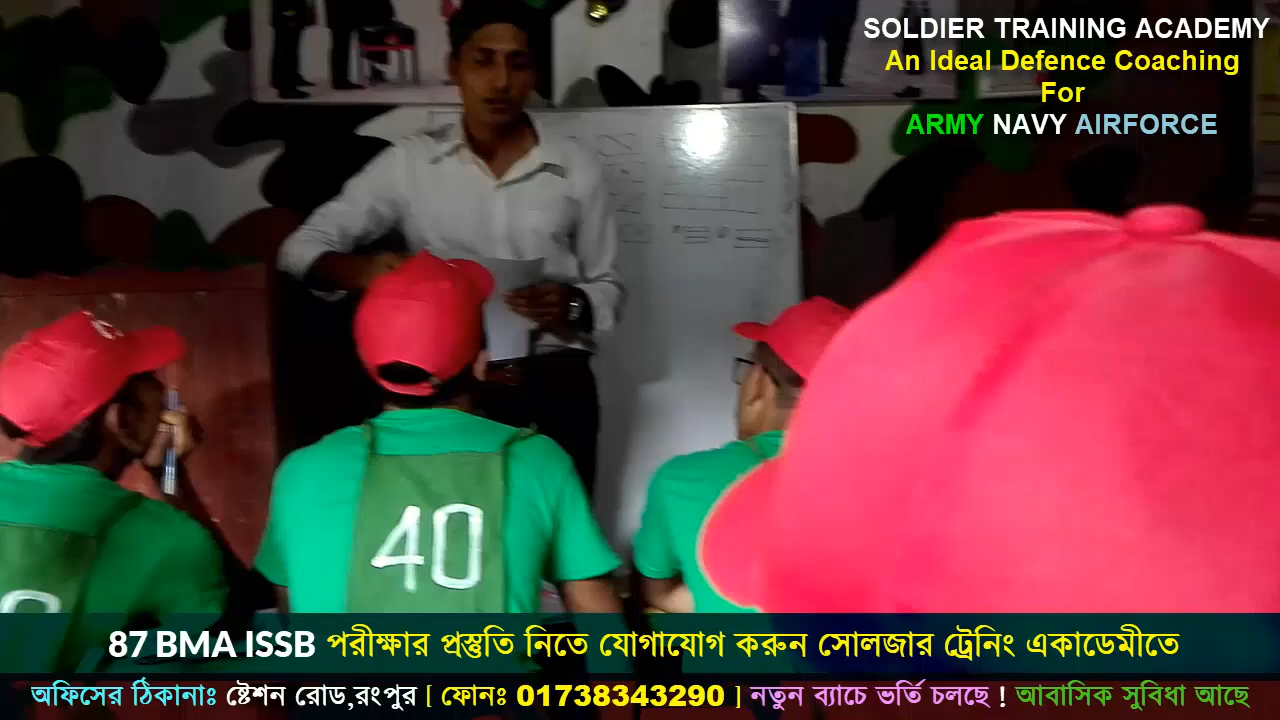 SOLDIER TRAINING ACADEMY
An Ideal Defence Coaching
For
ARMY NAVY AIRFORCE
40
87 BMA ISSB পরীক্ষার প্রস্তুতি নিতে যোগাযোগ করুন সোলজার ট্রেনিং একাডেমীতে
অফিসের ঠিকানাঃ ষ্টেশন রোড,রংপুর [ ফোনঃ 01738343290 ] নতুন ব্যাচে ভর্তি চলছে ! আবাসিক সুবিধা আছে